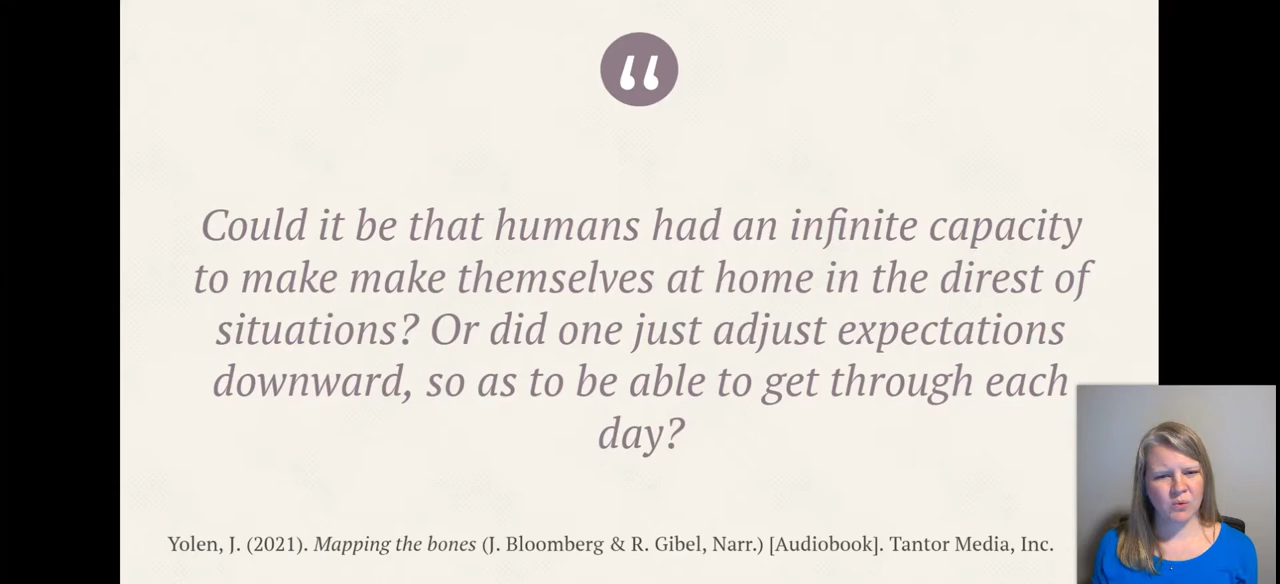 “
Could it be that humans had an infinite capacity
to make make themselves at home in the direst of
situations? Or did one just adjust expectations
downward, so as to be able to get through each
day?
Yolen, J. (2021). Mapping the bones (J. Bloomberg & R. Gibel, Narr.) [Audiobook]. Tantor Media, Inc.